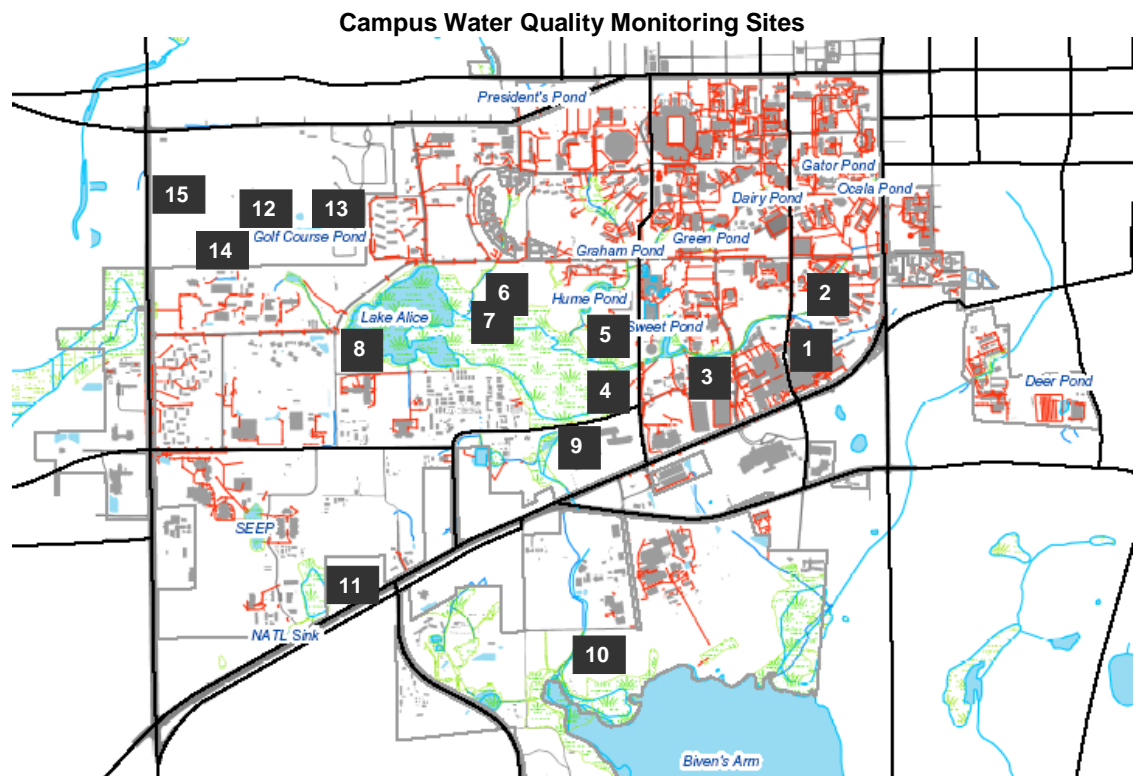 Campus Water Quality Monitoring Sites
President's Pond
Gator Pond
15
12
13
Dairy Pond
Ocala Pond
Golf Course Pond
14
Graham Pond
Green Pond
6
Hume Pond
2
Lake Alice
7
5
Sweet Pond
8
1
4
3
Deer Pond
9
SEEP
11
NATL Sink
10
Biven's Arm